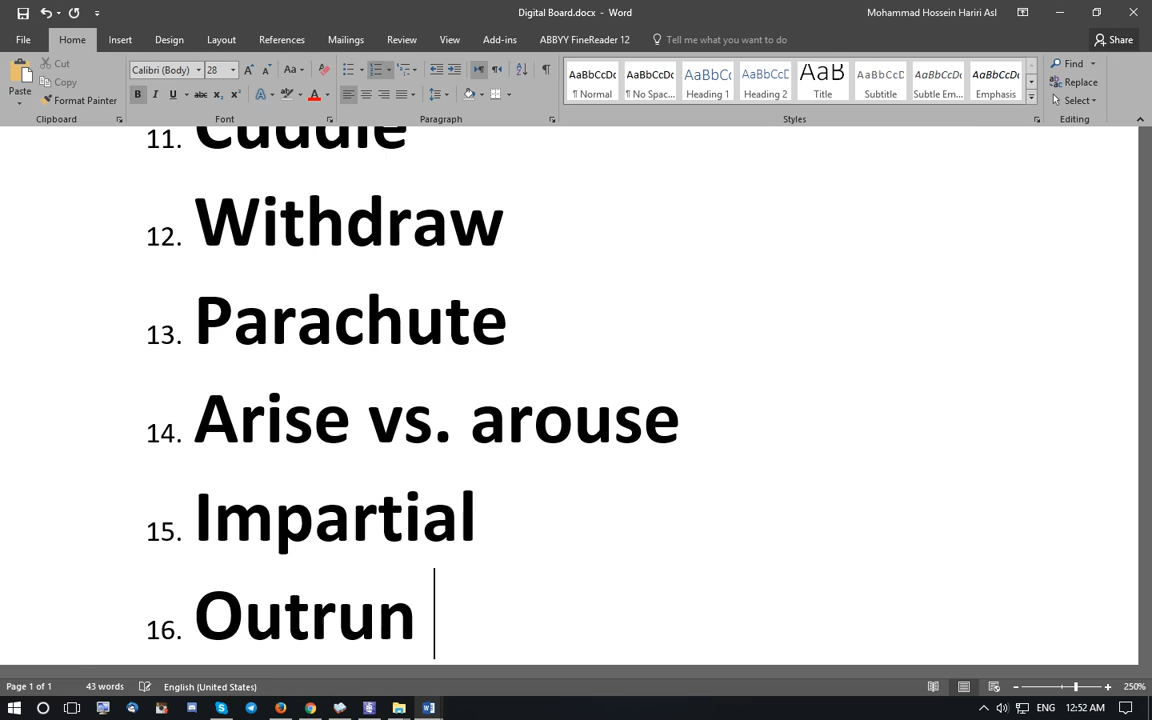 Digital Board.docx - Word
Mohammad Hossein Hariri Asl
File Home Insert Design Layout References Mailings Review View Add-ins ABBYY FineReader 12 Tell me what you want to do Share
Paste
Cut
Copy
Format Painter
Clipboard
Calibri (Body) 28
Font
Paragraph
AaBbCcDc AaBbCcDc AaBbCc AaBbCcD AaB AaBbCcD AaBbCcDc AaBbCcDc
¶ Normal ¶ No Spac... Heading 1 Heading 2 Title Subtitle Subtle Em... Emphasis
Styles
Find
Replace
Select
Editing
11. Cuddle
12. Withdraw
13. Parachute
14. Arise vs. arouse
15. Impartial
16. Outrun
Page 1 of 1 43 words English (United States) 250%
ENG 12:52 AM